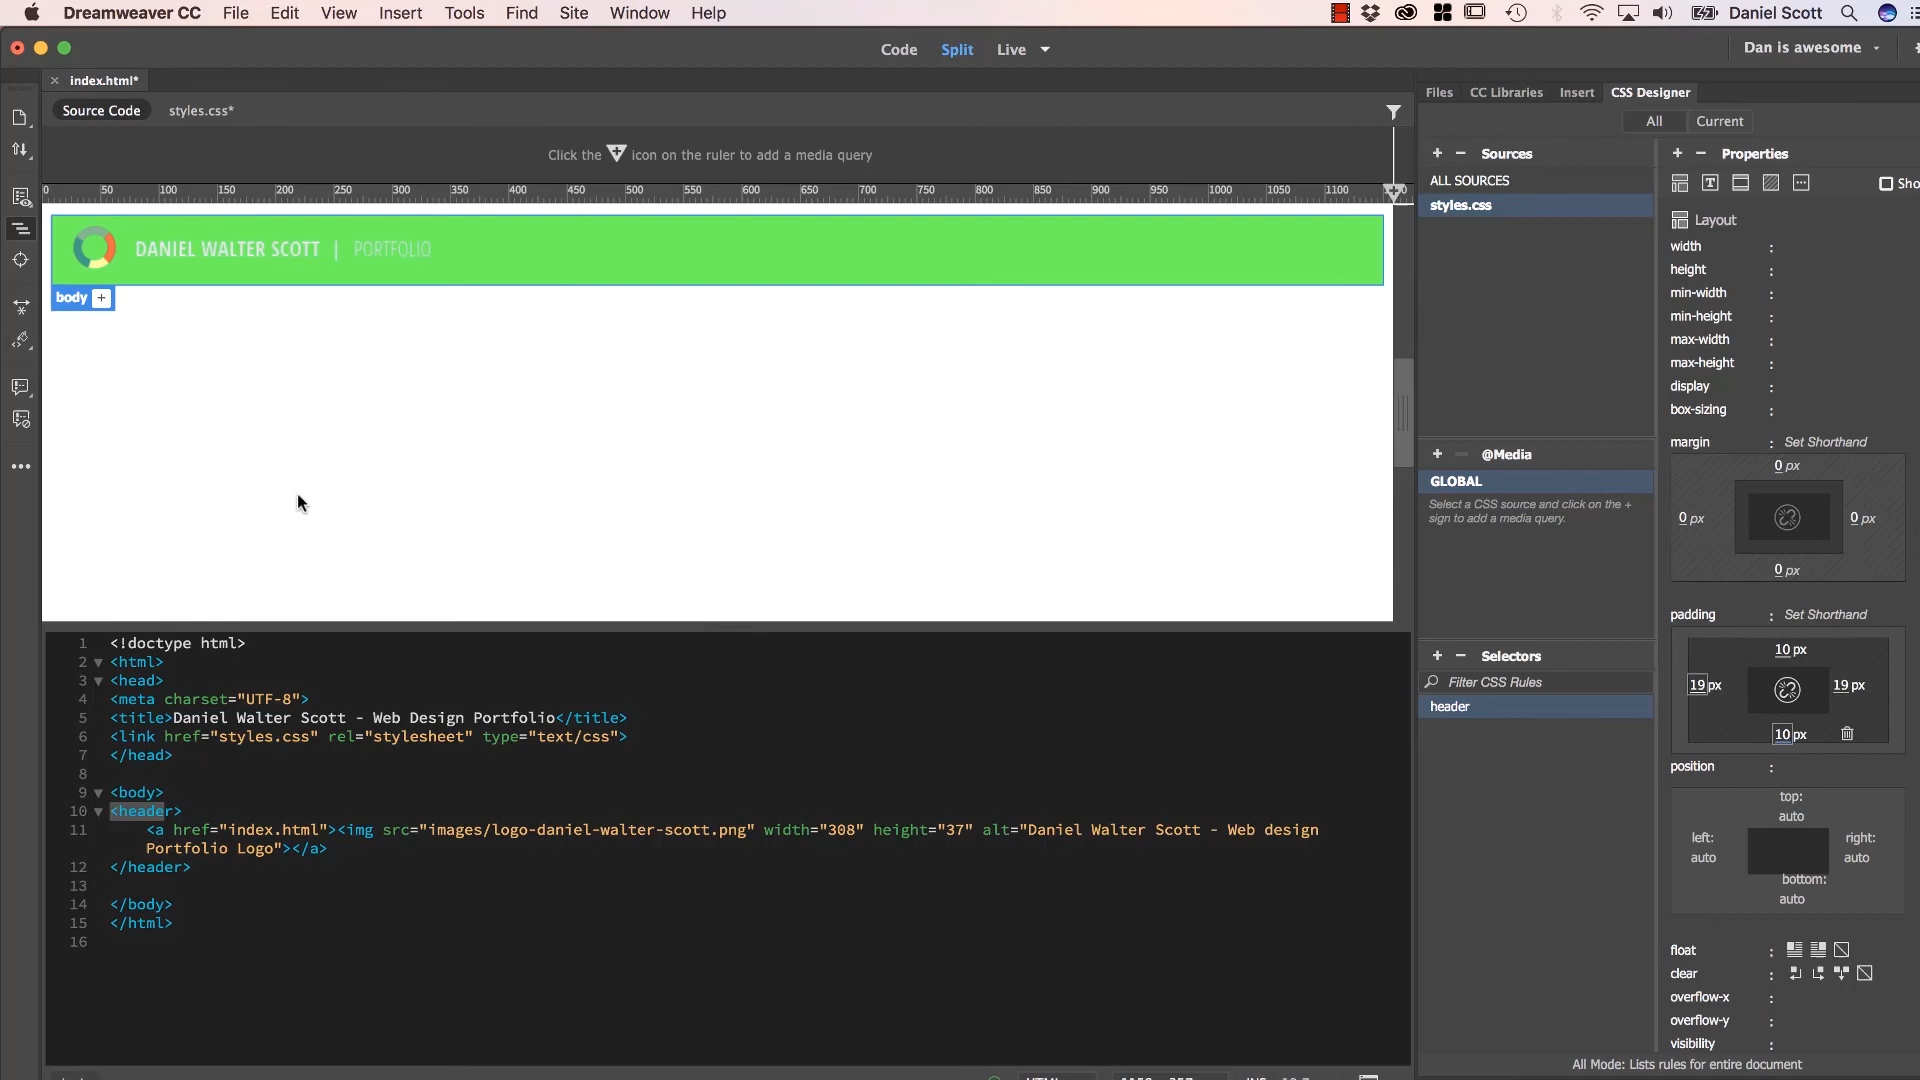 Dreamweaver CC File Edit View Insert Tools Find Site Window Help Daniel Scott
Code Split Live Dan is awesome
index.html*
Source Code styles.css*
Click the icon on the ruler to add a media query
0 50 100 150 200 250 300 350 400 450 500 550 600 650 700 750 800 850 900 950 1000 1050 1100
DANIEL WALTER SCOTT | PORTFOLIO
body +
1 <!doctype html>
2 <html>
3 <head>
4 <meta charset="UTF-8">
5 <title>Daniel Walter Scott - Web Design Portfolio</title>
6 <link href="styles.css" rel="stylesheet" type="text/css">
7 </head>
8
9 <body>
10 <header>
11 <a href="index.html"><img src="images/logo-daniel-walter-scott.png" width="308" height="37" alt="Daniel Walter Scott - Web design
Portfolio Logo"></a>
12 </header>
13
14 </body>
15 </html>
16
Files CC Libraries Insert CSS Designer
All Current
+ - Sources
ALL SOURCES
styles.css
+ - @Media
GLOBAL
Select a CSS source and click on the +
sign to add a media query.
+ - Selectors
Filter CSS Rules
header
+ - Properties
Sho
Layout
width :
height :
min-width :
min-height :
max-width :
max-height :
display :
box-sizing :
margin : Set Shorthand
0 px
0 px 0 px
0 px
padding : Set Shorthand
10 px
19 px 19 px
10 px
position :
top:
auto
left: right:
auto auto
bottom:
auto
float :
clear :
overflow-x :
overflow-y :
visibility :
All Mode: Lists rules for entire document